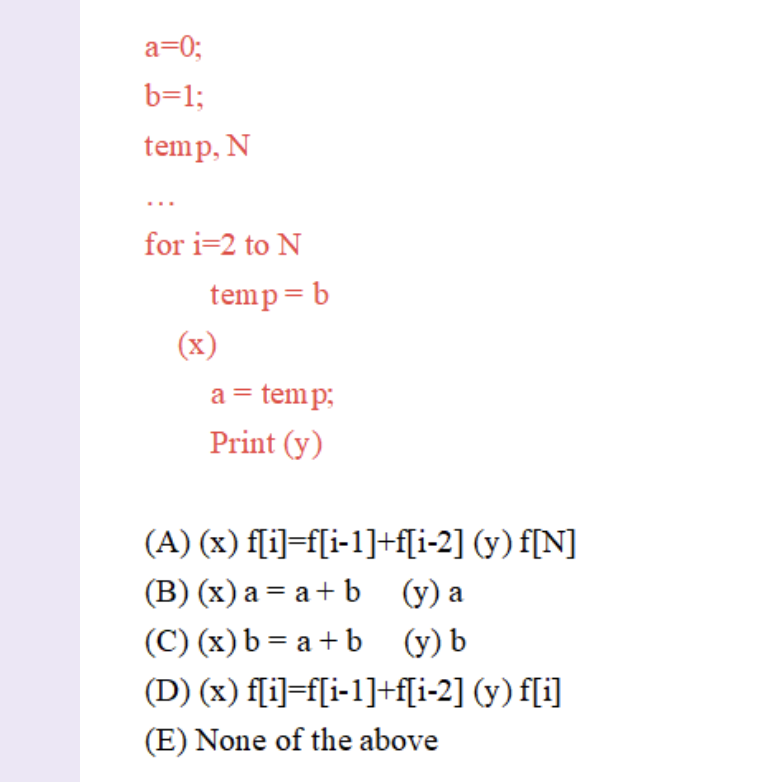 a=0;
b=1;
temp, N
…
for i=2 to N
temp = b
(x)
a = temp;
Print (y)
(A) (x) f[i]=f[i-1]+f[i-2] (y) f[N]
(B) (x) a = a + b (y) a
(C) (x) b = a + b (y) b
(D) (x) f[i]=f[i-1]+f[i-2] (y) f[i]
(E) None of the above